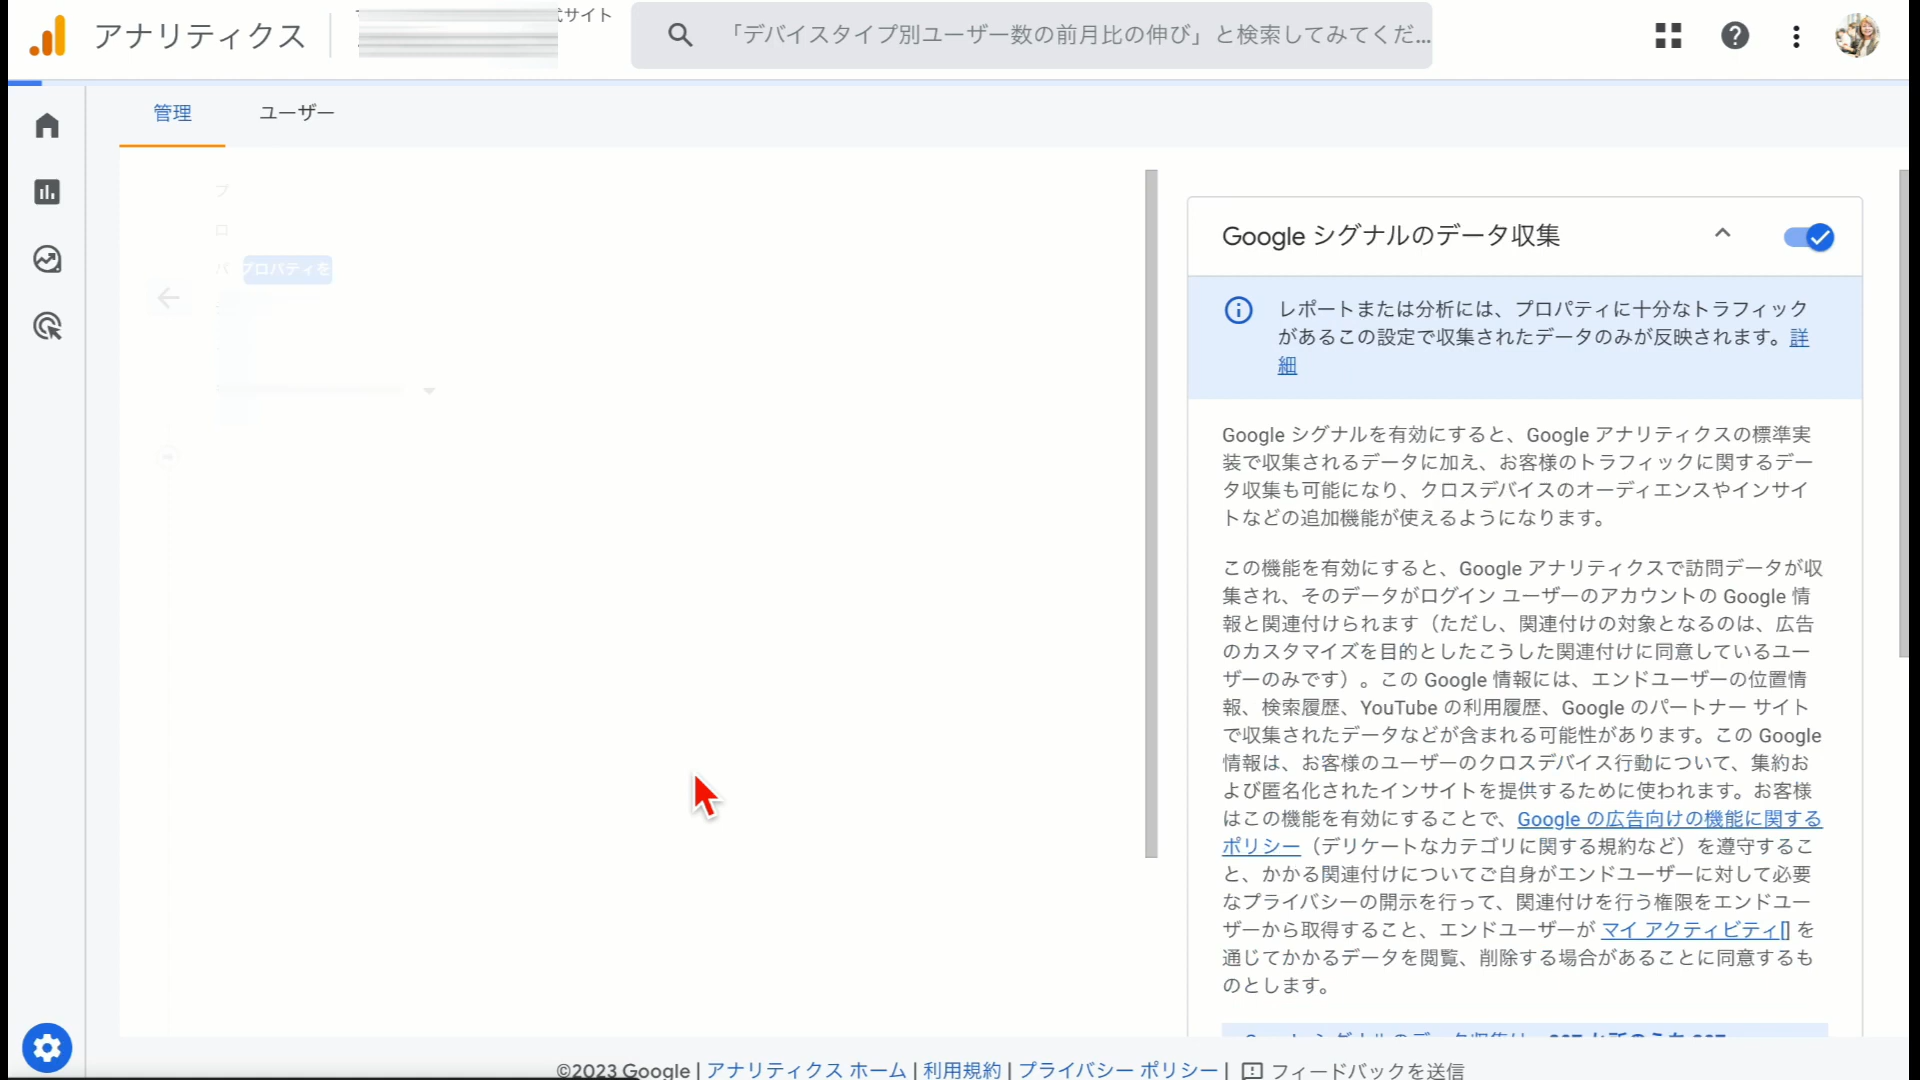 アナリティクス
式サイト
「デバイスタイプ別ユーザー数の前月比の伸び」と検索してみてくだ...
管理
ユーザー
プ
ロ
パ
プロパティを
Google シグナルのデータ収集
レポートまたは分析には、プロパティに十分なトラフィック
があるこの設定で収集されたデータのみが反映されます。詳
細
Google シグナルを有効にすると、Google アナリティクスの標準実
装で収集されるデータに加え、お客様のトラフィックに関するデー
タ収集も可能になり、クロスデバイスのオーディエンスやインサイ
トなどの追加機能が使えるようになります。
この機能を有効にすると、Google アナリティクスで訪問データが収
集され、そのデータがログイン ユーザーのアカウントの Google 情
報と関連付けられます（ただし、関連付けの対象となるのは、広告
のカスタマイズを目的としたこうした関連付けに同意しているユー
ザーのみです）。この Google 情報には、エンドユーザーの位置情
報、検索履歴、YouTube の利用履歴、Google のパートナー サイト
で収集されたデータなどが含まれる可能性があります。この Google
情報は、お客様のユーザーのクロスデバイス行動について、集約お
よび匿名化されたインサイトを提供するために使われます。お客様
はこの機能を有効にすることで、Google の広告向けの機能に関する
ポリシー（デリケートなカテゴリに関する規約など）を遵守するこ
と、かかる関連付けについてご自身がエンドユーザーに対して必要
なプライバシーの開示を行って、関連付けを行う権限をエンドユー
ザーから取得すること、エンドユーザーが マイ アクティビティ[] を
通じてかかるデータを閲覧、削除する場合があることに同意するも
のとします。
©2023 Google | アナリティクス ホーム | 利用規約 | プライバシー ポリシー | フィードバックを送信